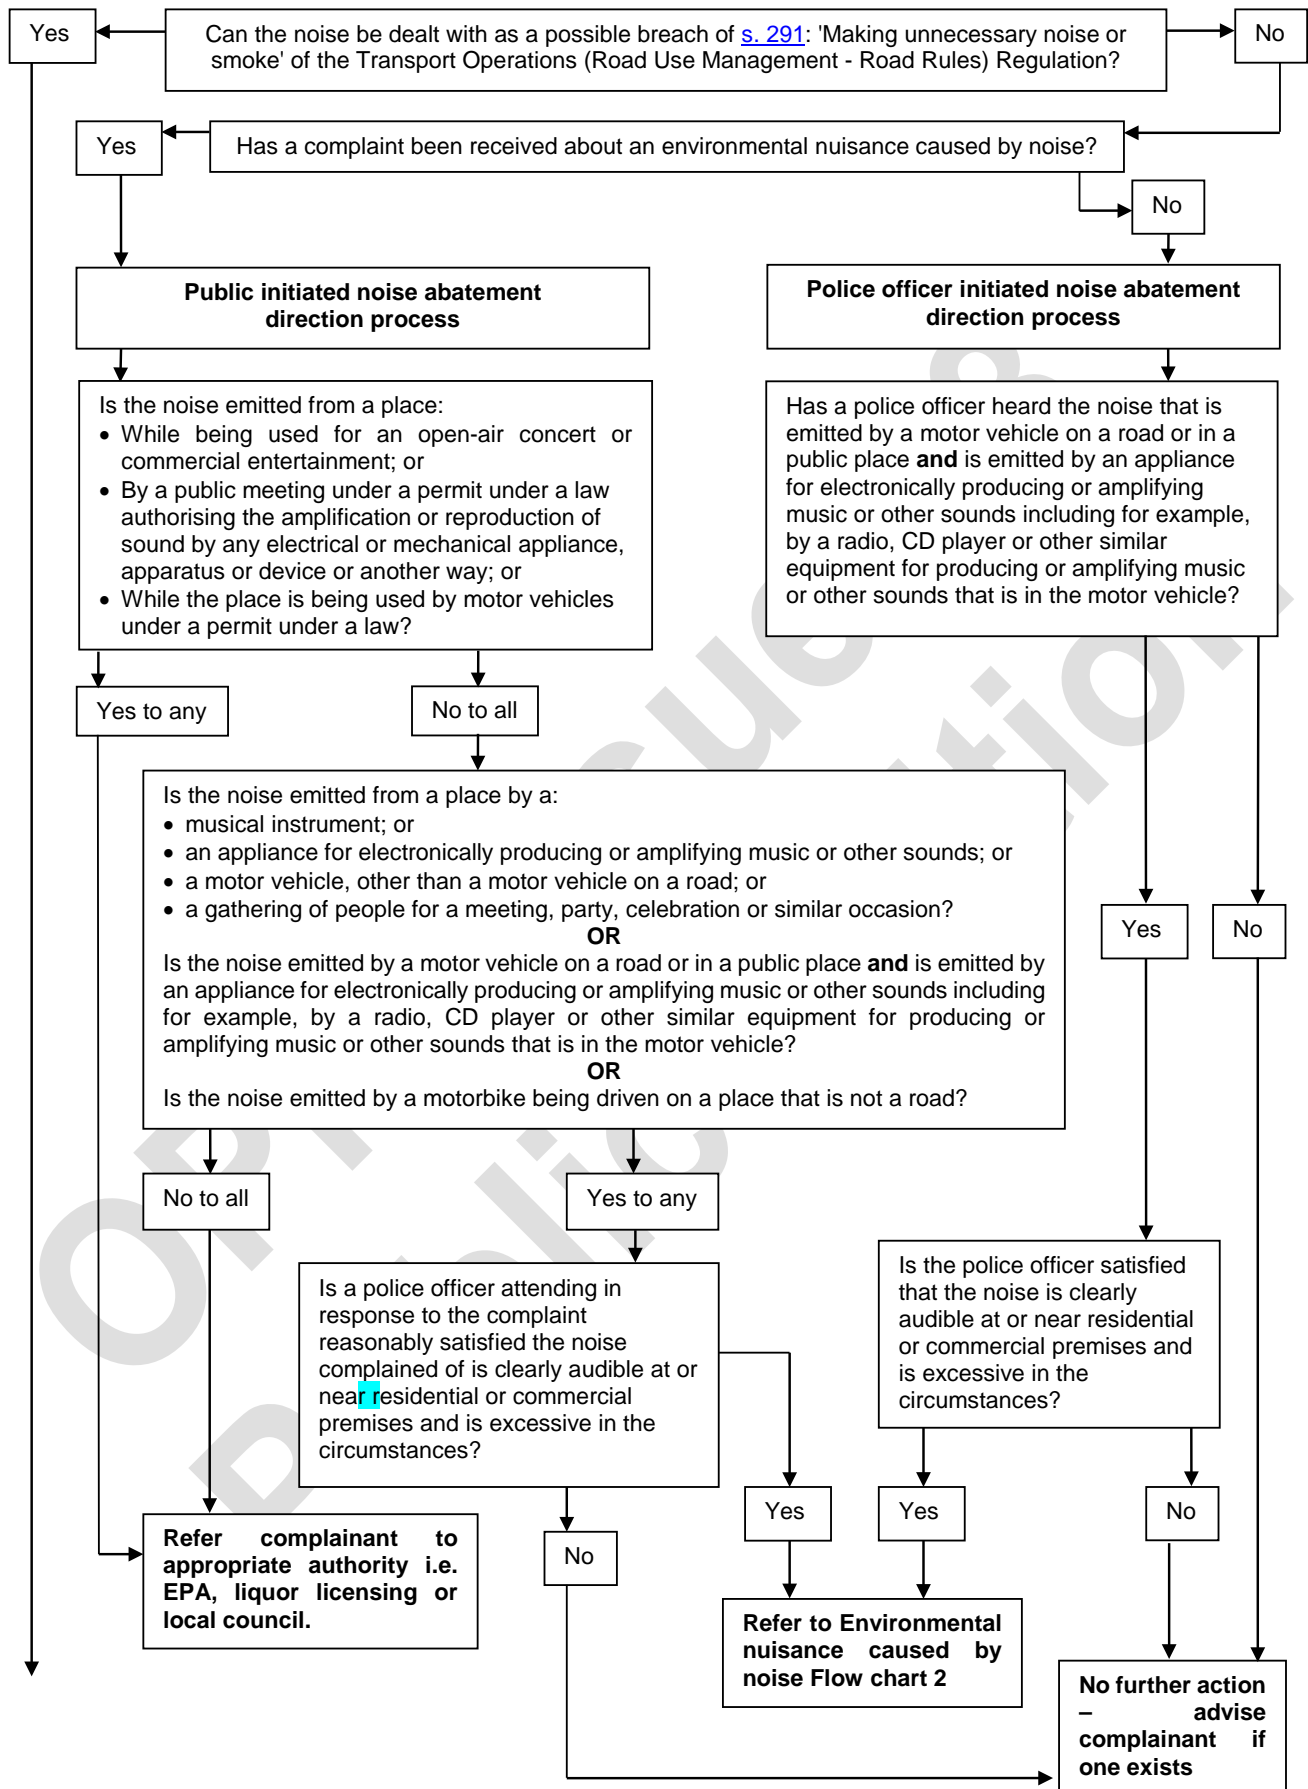 Yes
Can the noise be dealt with as a possible breach of s. 291: 'Making unnecessary noise or
smoke' of the Transport Operations (Road Use Management - Road Rules) Regulation?
No
Yes
Has a complaint been received about an environmental nuisance caused by noise?
No
Public initiated noise abatement
direction process
Police officer initiated noise abatement
direction process
Is the noise emitted from a place:
• While being used for an open-air concert or
commercial entertainment; or
• By a public meeting under a permit under a law
authorising the amplification or reproduction of
sound by any electrical or mechanical appliance,
apparatus or device or another way; or
• While the place is being used by motor vehicles
under a permit under a law?
Has a police officer heard the noise that is
emitted by a motor vehicle on a road or in a
public place and is emitted by an appliance
for electronically producing or amplifying
music or other sounds including for example,
by a radio, CD player or other similar
equipment for producing or amplifying music
or other sounds that is in the motor vehicle?
Yes to any
No to all
Is the noise emitted from a place by a:
• musical instrument; or
• an appliance for electronically producing or amplifying music or other sounds; or
• a motor vehicle, other than a motor vehicle on a road; or
• a gathering of people for a meeting, party, celebration or similar occasion?
OR
Is the noise emitted by a motor vehicle on a road or in a public place and is emitted by
an appliance for electronically producing or amplifying music or other sounds including
for example, by a radio, CD player or other similar equipment for producing or
amplifying music or other sounds that is in the motor vehicle?
OR
Is the noise emitted by a motorbike being driven on a place that is not a road?
Yes
No
No to all
Yes to any
Is a police officer attending in
response to the complaint
reasonably satisfied the noise
complained of is clearly audible at or
near residential or commercial
premises and is excessive in the
circumstances?
Is the police officer satisfied
that the noise is clearly
audible at or near residential
or commercial premises and
is excessive in the
circumstances?
Yes
Yes
No
No
Refer complainant to
appropriate authority i.e.
EPA, liquor licensing or
local council.
Refer to Environmental
nuisance caused by
noise Flow chart 2
No further action
– advise
complainant if
one exists